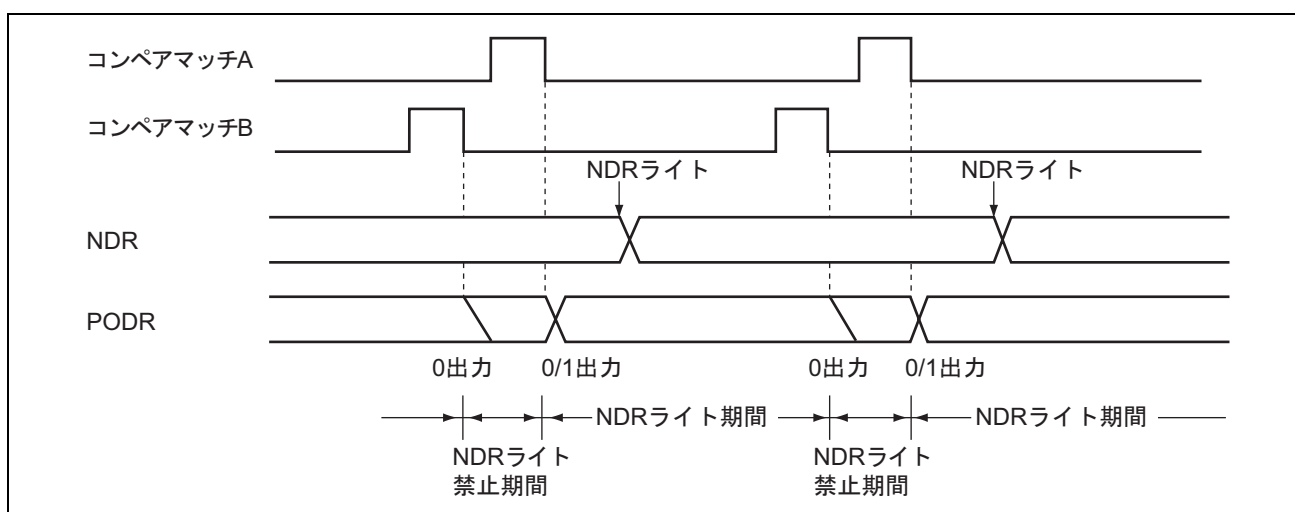 コンペアマッチA
コンペアマッチB
NDRライト NDRライト
NDR
PODR
0出力 0/1出力 0出力 0/1出力
NDRライト期間 NDRライト期間
NDRライト NDRライト
禁止期間 禁止期間